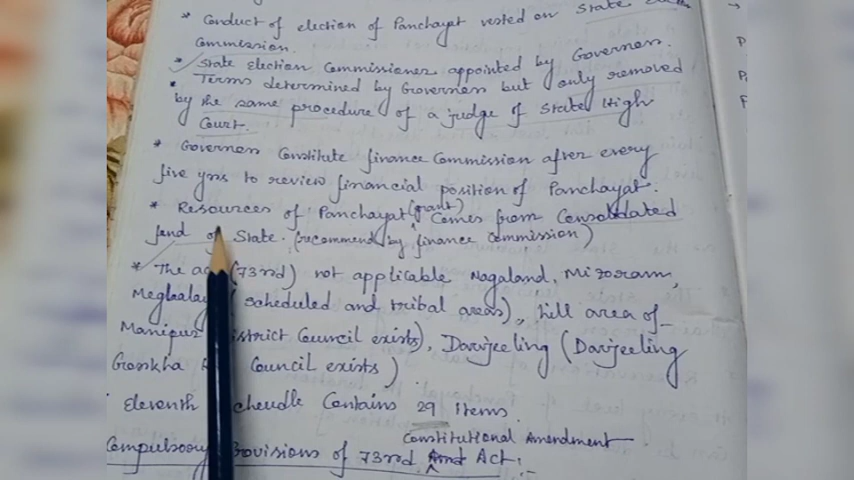 * Conduct of election of Panchayat vested on State
Commission.
* State Election Commissioner appointed by Governor.
* Terms determined by Governor but only removed
by the same procedure of a judge of State High
Court.
* Governor Constitute finance Commission after every
five yrs to review financial position of Panchayat.
* Resources of Panchayat (grant) Comes from Consolidated
fund of State. (recommend by finance commission)
* The act (73rd) not applicable Nagaland, Mizoram,
Meghalay (scheduled and tribal areas), hill area of
Manipur District Council exists), Darjeeling (Darjeeling
Gorkha Council exists)
Eleventh Scheudle Contains 29 items.
Constitutional Amendment
Compulsory Provisions of 73rd Act:-